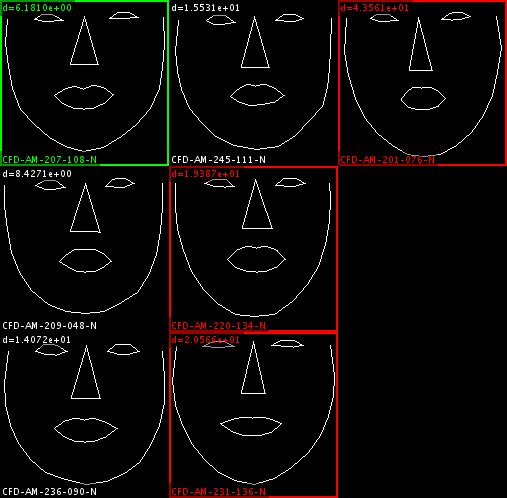 d=6.1810e+00
CFD-AM-207-108-N
d=1.5531e+01
CFD-AM-245-111-N
d=4.3561e+01
CFD-AM-201-076-N
d=8.4271e+00
CFD-AM-209-048-N
d=1.9387e+01
CFD-AM-220-134-N
d=1.4072e+01
CFD-AM-236-090-N
d=2.0566e+01
CFD-AM-231-136-N